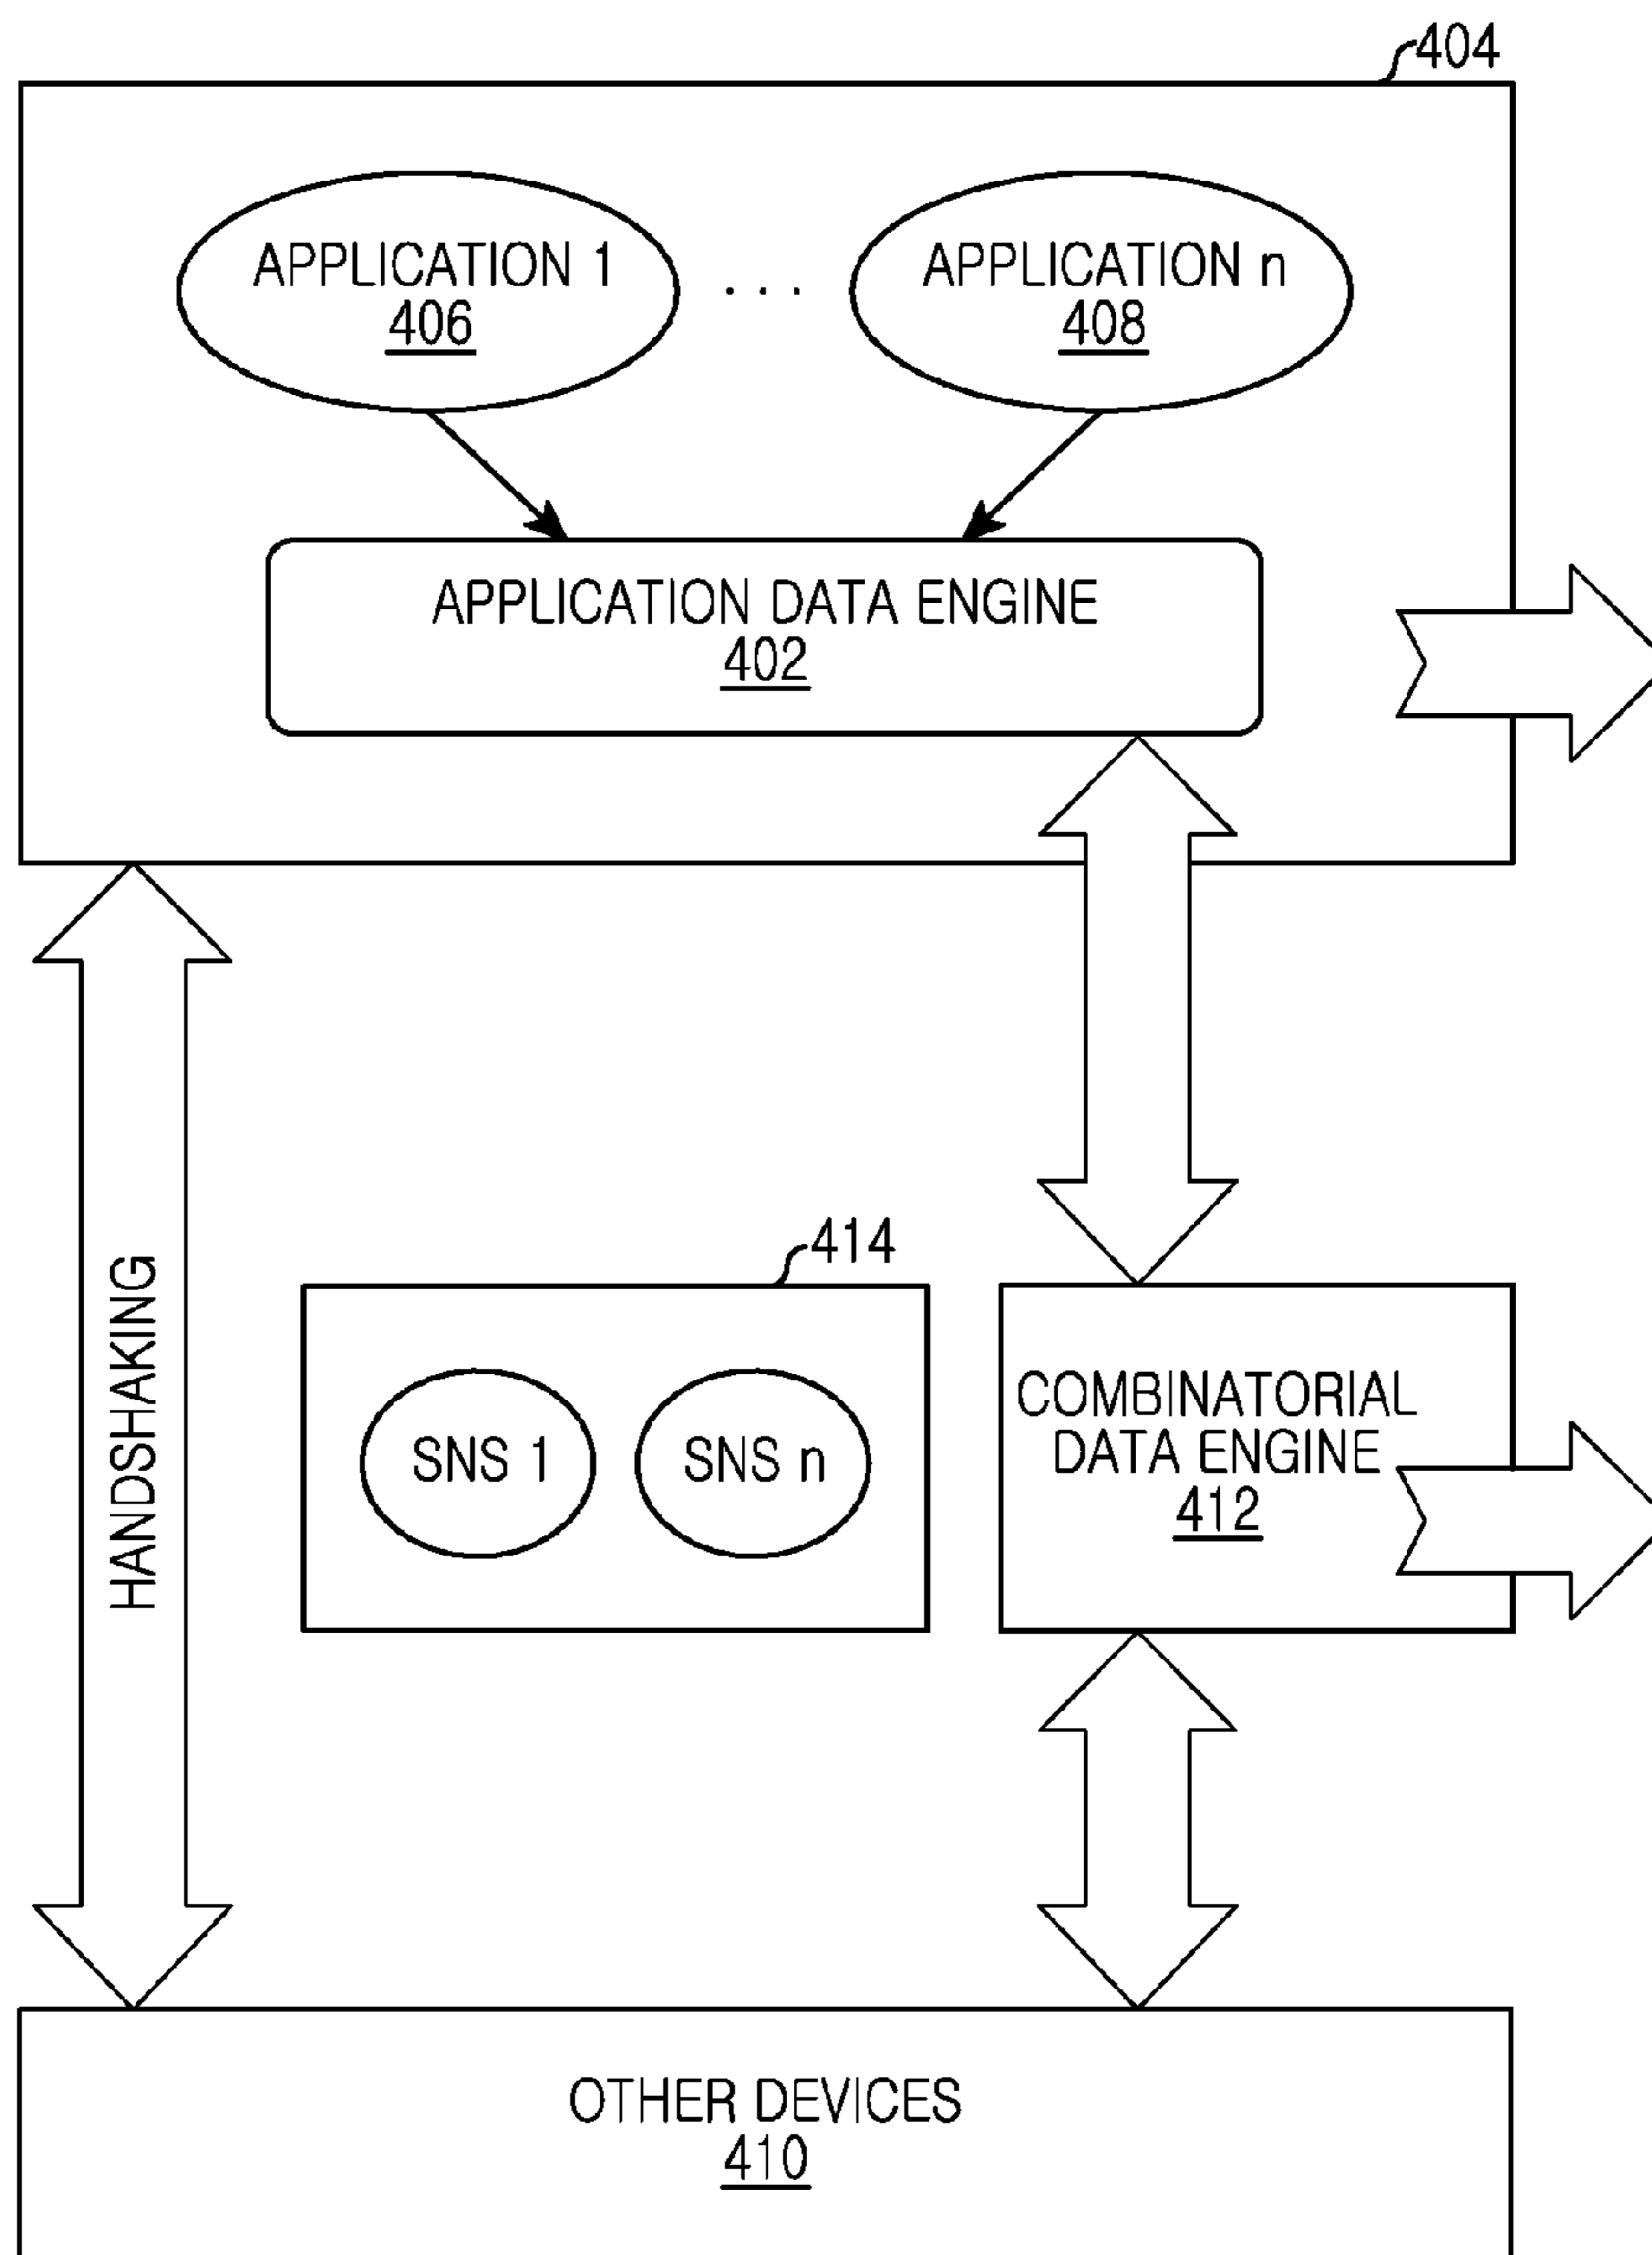 404
APPLICATION 1
406
. . .
APPLICATION n
408
APPLICATION DATA ENGINE
402
HANDSHAKING
414
SNS 1
SNS n
COMBINATORIAL
DATA ENGINE
412
OTHER DEVICES
410